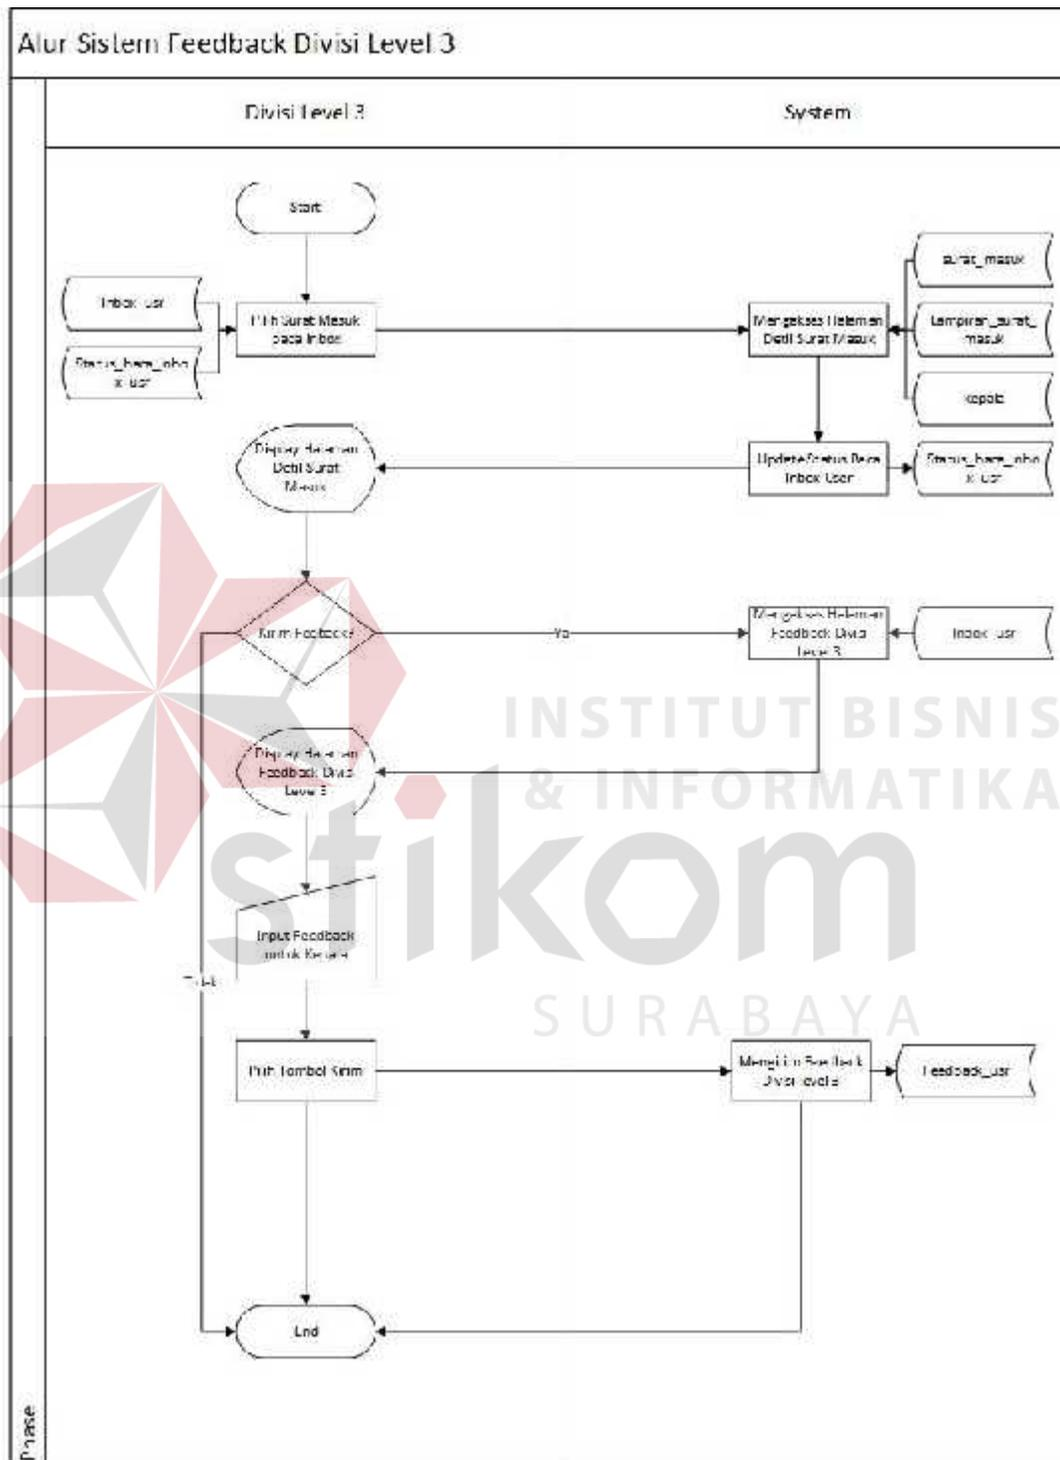 Alur Sistem Feedback Divisi Level 3
Divisi Level 3
System
Start
surat_masuk
Inbox_usr
Pilih Surat Masuk
pada Inbox
Mengakses Halaman
Detil Surat Masuk
Lampiran_surat_
masuk
Status_baca_inbo
x_usr
kepala
Display Halaman
Detil Surat
Masuk
Update Status Baca
Inbox User
Status_baca_inbo
x_usr
Kirim Feedback?
Ya
Mengakses Halaman
Feedback Divisi
Level 3
Inbox_usr
INSTITUT BISNIS
& INFORMATIKA
Display Halaman
Feedback Divisi
Level 3
stikom
Input Feedback
untuk Kepala
Tidak
SURABAYA
Pilih Tombol Kirim
Mengirim Feedback
Divisi level 3
Feedback_usr
End
Phase